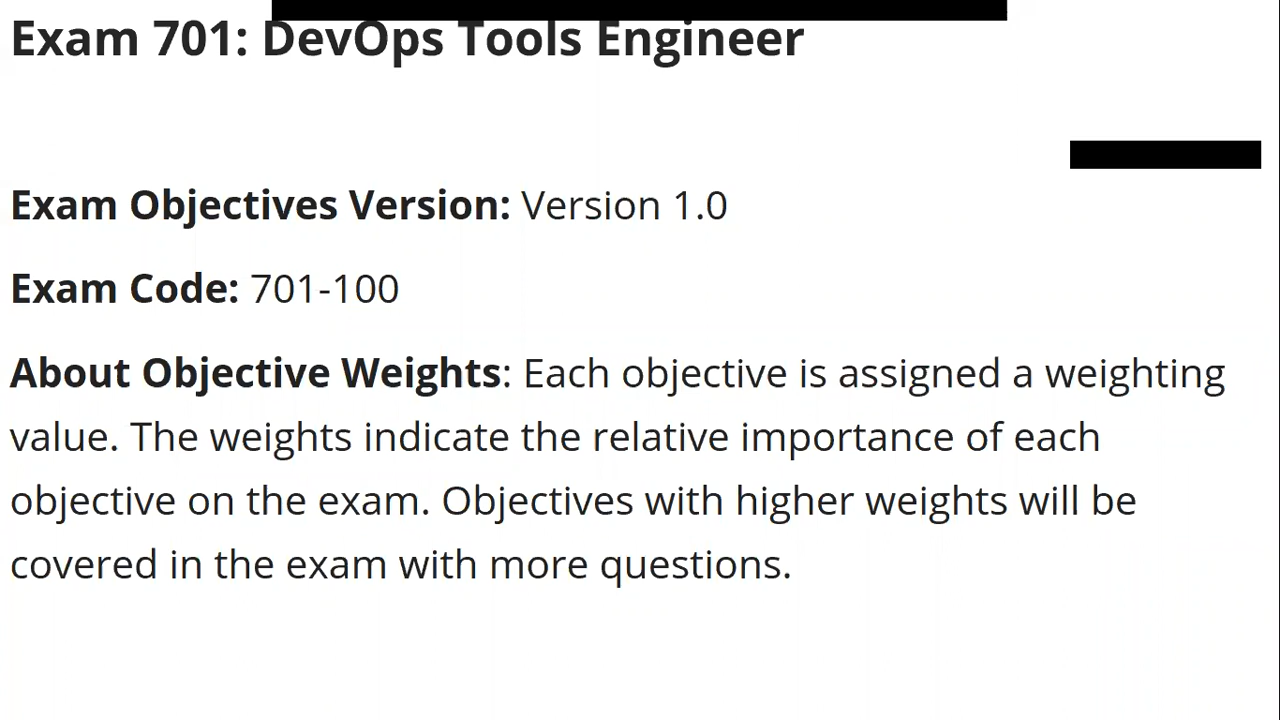 Exam 701: DevOps Tools Engineer
Exam Objectives Version: Version 1.0
Exam Code: 701-100
About Objective Weights: Each objective is assigned a weighting
value. The weights indicate the relative importance of each
objective on the exam. Objectives with higher weights will be
covered in the exam with more questions.